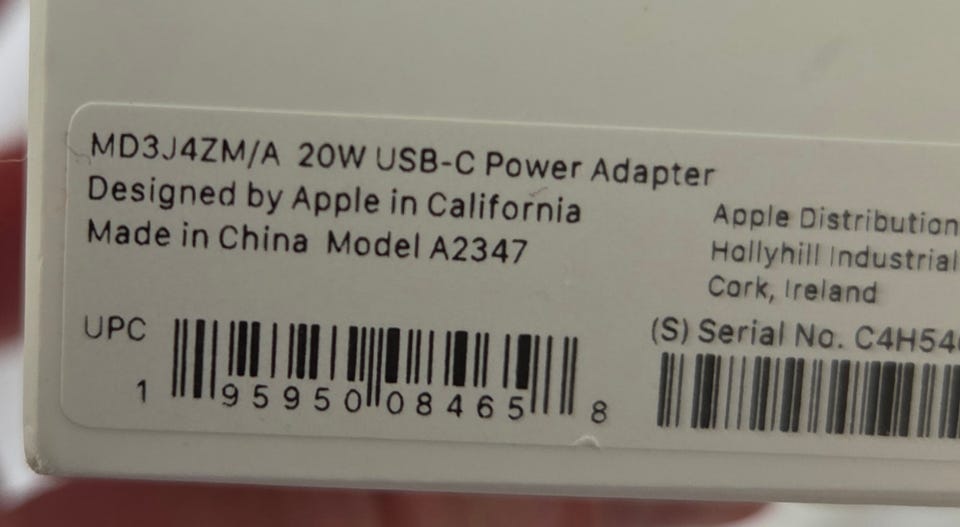 MD3J4ZM/A 20W USB-C Power Adapter
Designed by Apple in California
Made in China Model A2347
Apple Distribution
Hollyhill Industrial
Cork, Ireland
UPC
1 95950 08465 8
(S) Serial No. C4H54